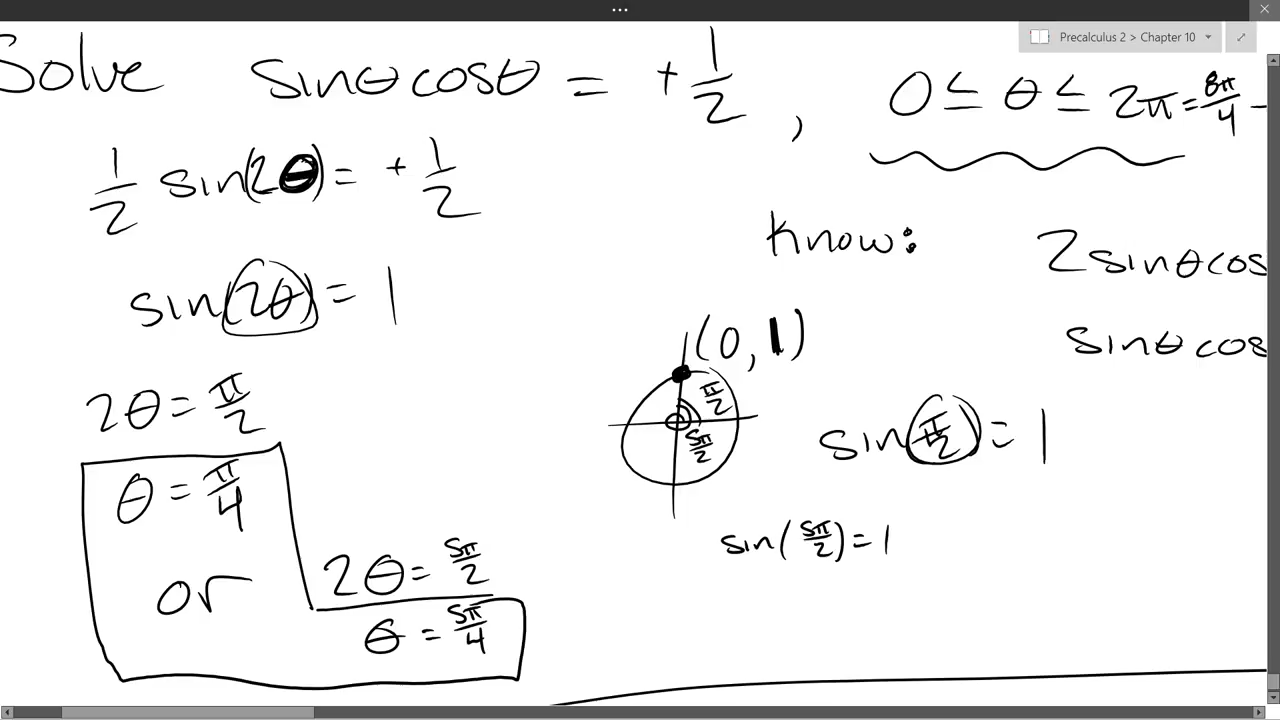 Precalculus 2 > Chapter 10
Solve sinθcosθ = +1/2, 0 ≤ θ ≤ 2π = 8π/4 -
1/2 sin(2θ) = +1/2
Know: 2sinθcos
sin(2θ) = 1
(0, 1)
sinθcos
2θ = π/2
π/2
5π/2
sin(π/2) = 1
θ = π/4
sin(5π/2) = 1
or
2θ = 5π/2
θ = 5π/4